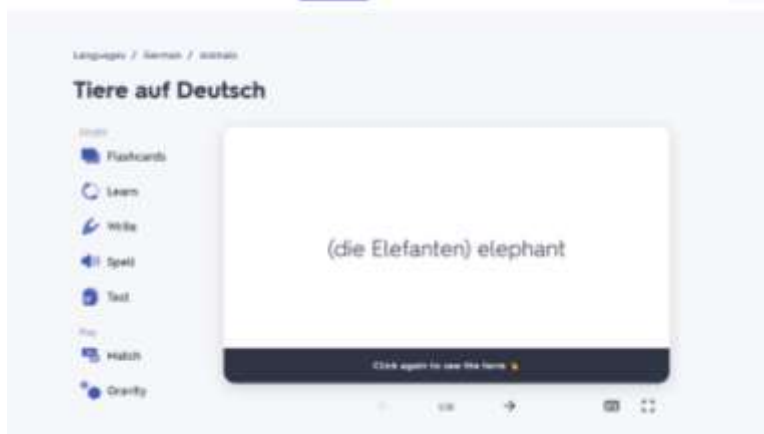 Languages / German / Animals
Tiere auf Deutsch
Flashcards
Learn
Write
Spell
Test
Play
Match
Gravity
(die Elefanten) elephant
Click again to see the term